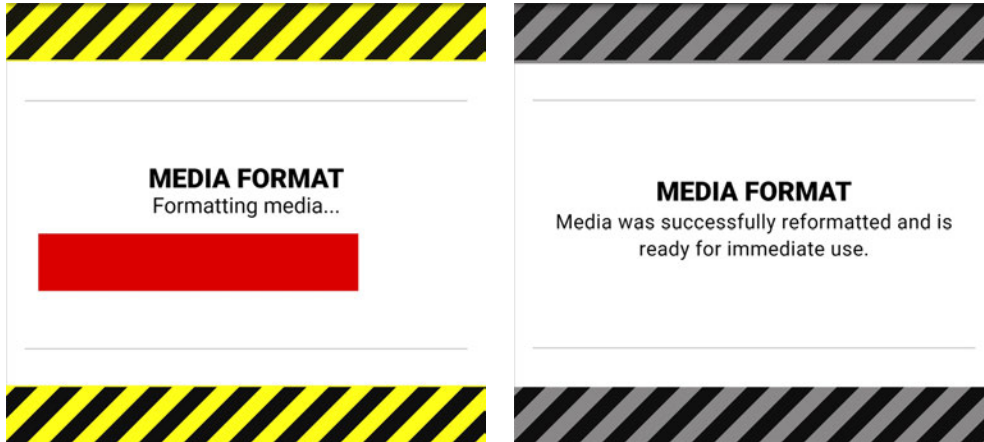 MEDIA FORMAT
Formatting media...
MEDIA FORMAT
Media was successfully reformatted and is
ready for immediate use.